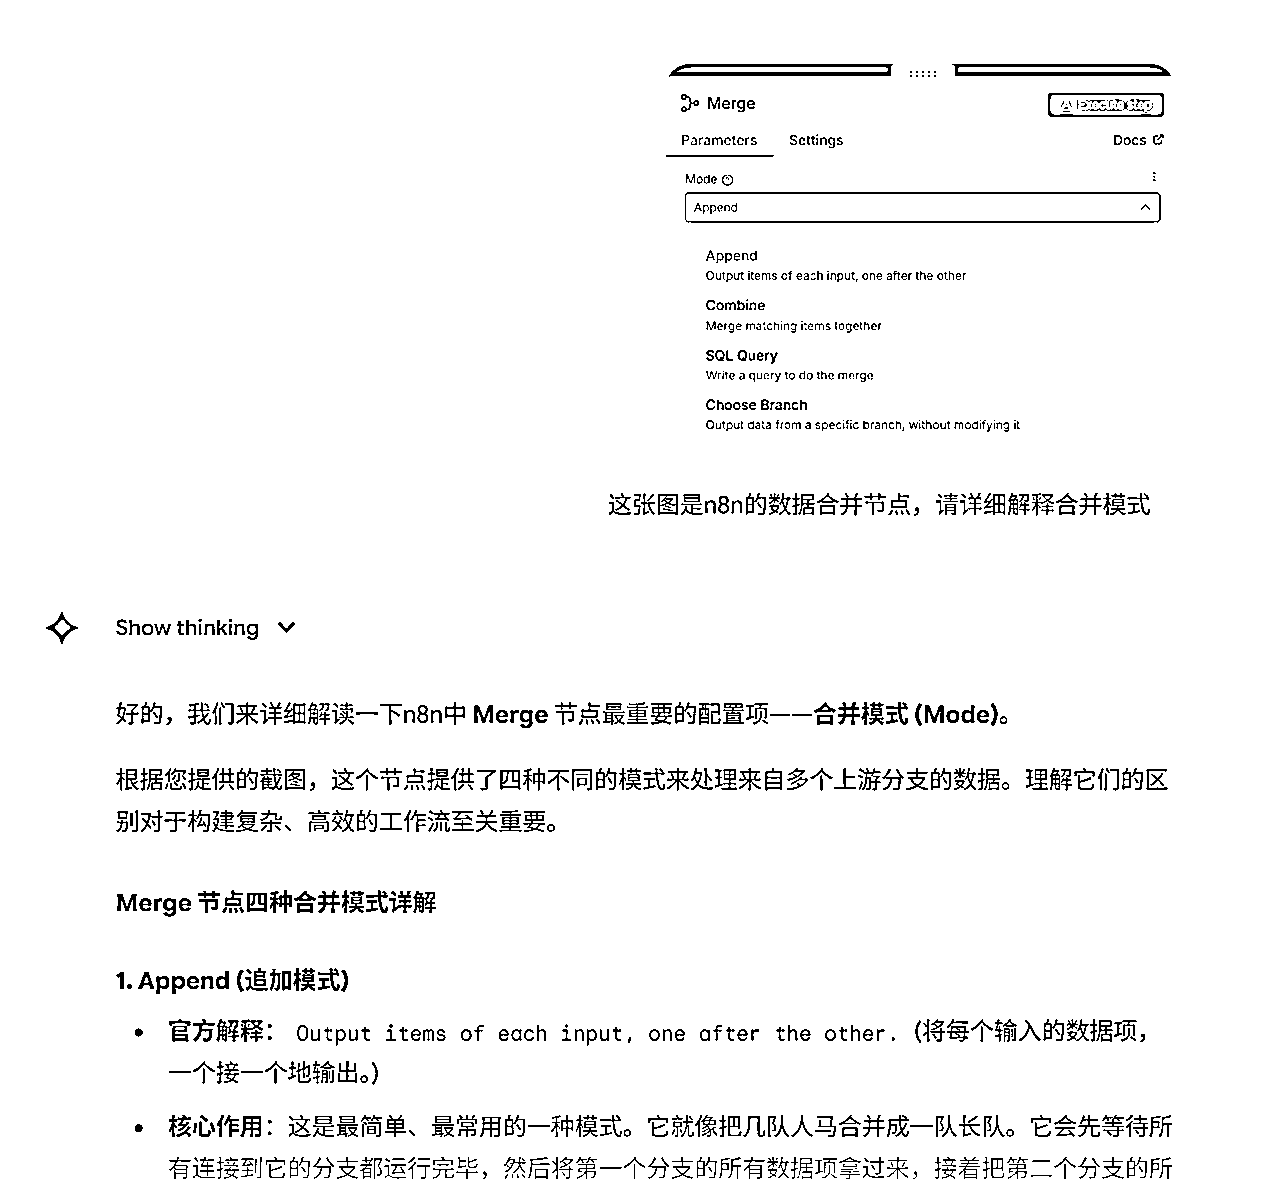 Merge
Execute step
Parameters Settings Docs
Mode
Append
Append
Output items of each input, one after the other
Combine
Merge matching items together
SQL Query
Write a query to do the merge
Choose Branch
Output data from a specific branch, without modifying it
这张图是n8n的数据合并节点，请详细解释合并模式
Show thinking
好的，我们来详细解读一下n8n中 Merge 节点最重要的配置项——合并模式 (Mode)。
根据您提供的截图，这个节点提供了四种不同的模式来处理来自多个上游分支的数据。理解它们的区
别对于构建复杂、高效的工作流至关重要。
Merge 节点四种合并模式详解
1. Append (追加模式)
• 官方解释： Output items of each input, one after the other. (将每个输入的数据项，
一个接一个地输出。)
• 核心作用：这是最简单、最常用的一种模式。它就像把几队人马合并成一队长队。它会先等待所
有连接到它的分支都运行完毕，然后将第一个分支的所有数据项拿过来，接着把第二个分支的所